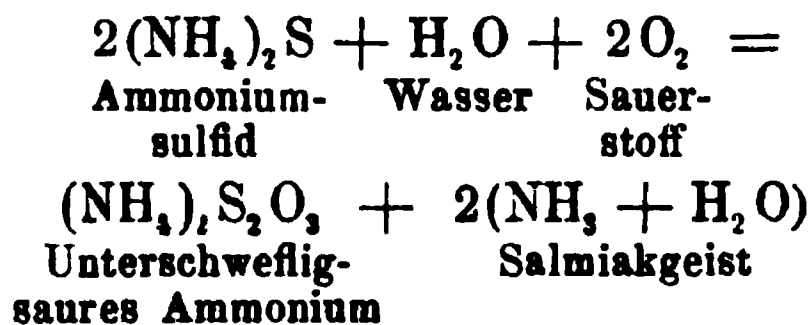 2(NH₄)₂S + H₂O + 2O₂ =
Ammonium- Wasser Sauer-
sulfid stoff
(NH₄)₂S₂O₃ + 2(NH₃ + H₂O)
Unterschweflig- Salmiakgeist
saures Ammonium